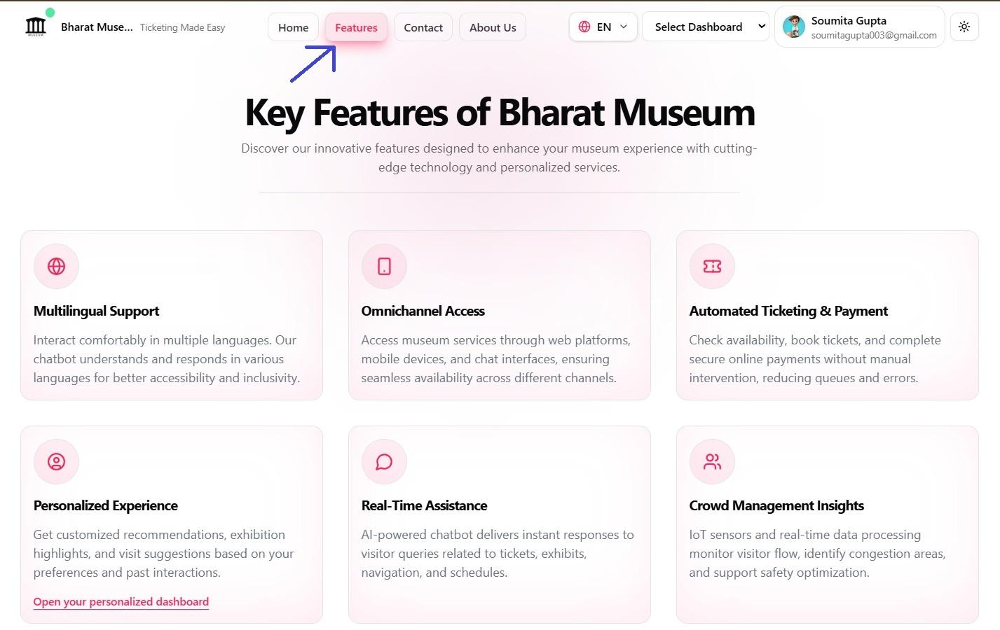 MUSEUM
Bharat Muse... Ticketing Made Easy
Home Features Contact About Us
EN Select Dashboard
Soumita Gupta
soumitagupta003@gmail.com
Key Features of Bharat Museum
Discover our innovative features designed to enhance your museum experience with cutting-
edge technology and personalized services.
Multilingual Support
Interact comfortably in multiple languages. Our
chatbot understands and responds in various
languages for better accessibility and inclusivity.
Omnichannel Access
Access museum services through web platforms,
mobile devices, and chat interfaces, ensuring
seamless availability across different channels.
Automated Ticketing & Payment
Check availability, book tickets, and complete
secure online payments without manual
intervention, reducing queues and errors.
Personalized Experience
Get customized recommendations, exhibition
highlights, and visit suggestions based on your
preferences and past interactions.
Open your personalized dashboard
Real-Time Assistance
AI-powered chatbot delivers instant responses to
visitor queries related to tickets, exhibits,
navigation, and schedules.
Crowd Management Insights
IoT sensors and real-time data processing
monitor visitor flow, identify congestion areas,
and support safety optimization.